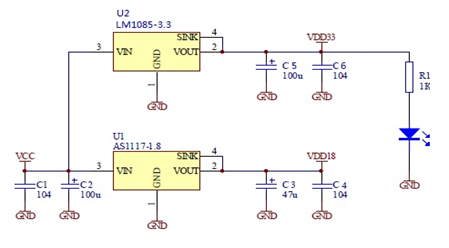 U2
LM1085-3.3
SINK 4
3 VIN VOUT 2 VDD33
GND
1
GND
C5
100u
GND
C6
104
GND
R1
1K
GND
U1
AS1117-1.8
VCC
SINK 4
3 VIN VOUT 2 VDD18
GND
1
GND
C1
104
GND
C2
100u
GND
C3
47u
GND
C4
104
GND